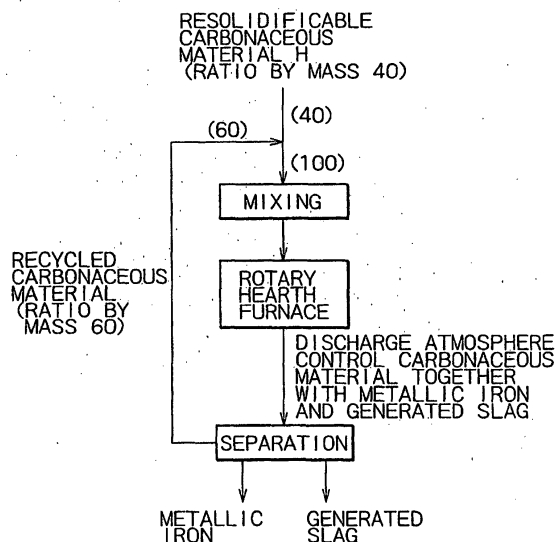 RESOLIDIFICABLE
CARBONACEOUS
MATERIAL H
(RATIO BY MASS 40)
(60)
(40)
(100)
MIXING
RECYCLED
CARBONACEOUS
MATERIAL
(RATIO BY
MASS 60)
ROTARY
HEARTH
FURNACE
DISCHARGE ATMOSPHERE
CONTROL CARBONACEOUS
MATERIAL TOGETHER
WITH METALLIC IRON
AND GENERATED SLAG
SEPARATION
METALLIC
IRON
GENERATED
SLAG